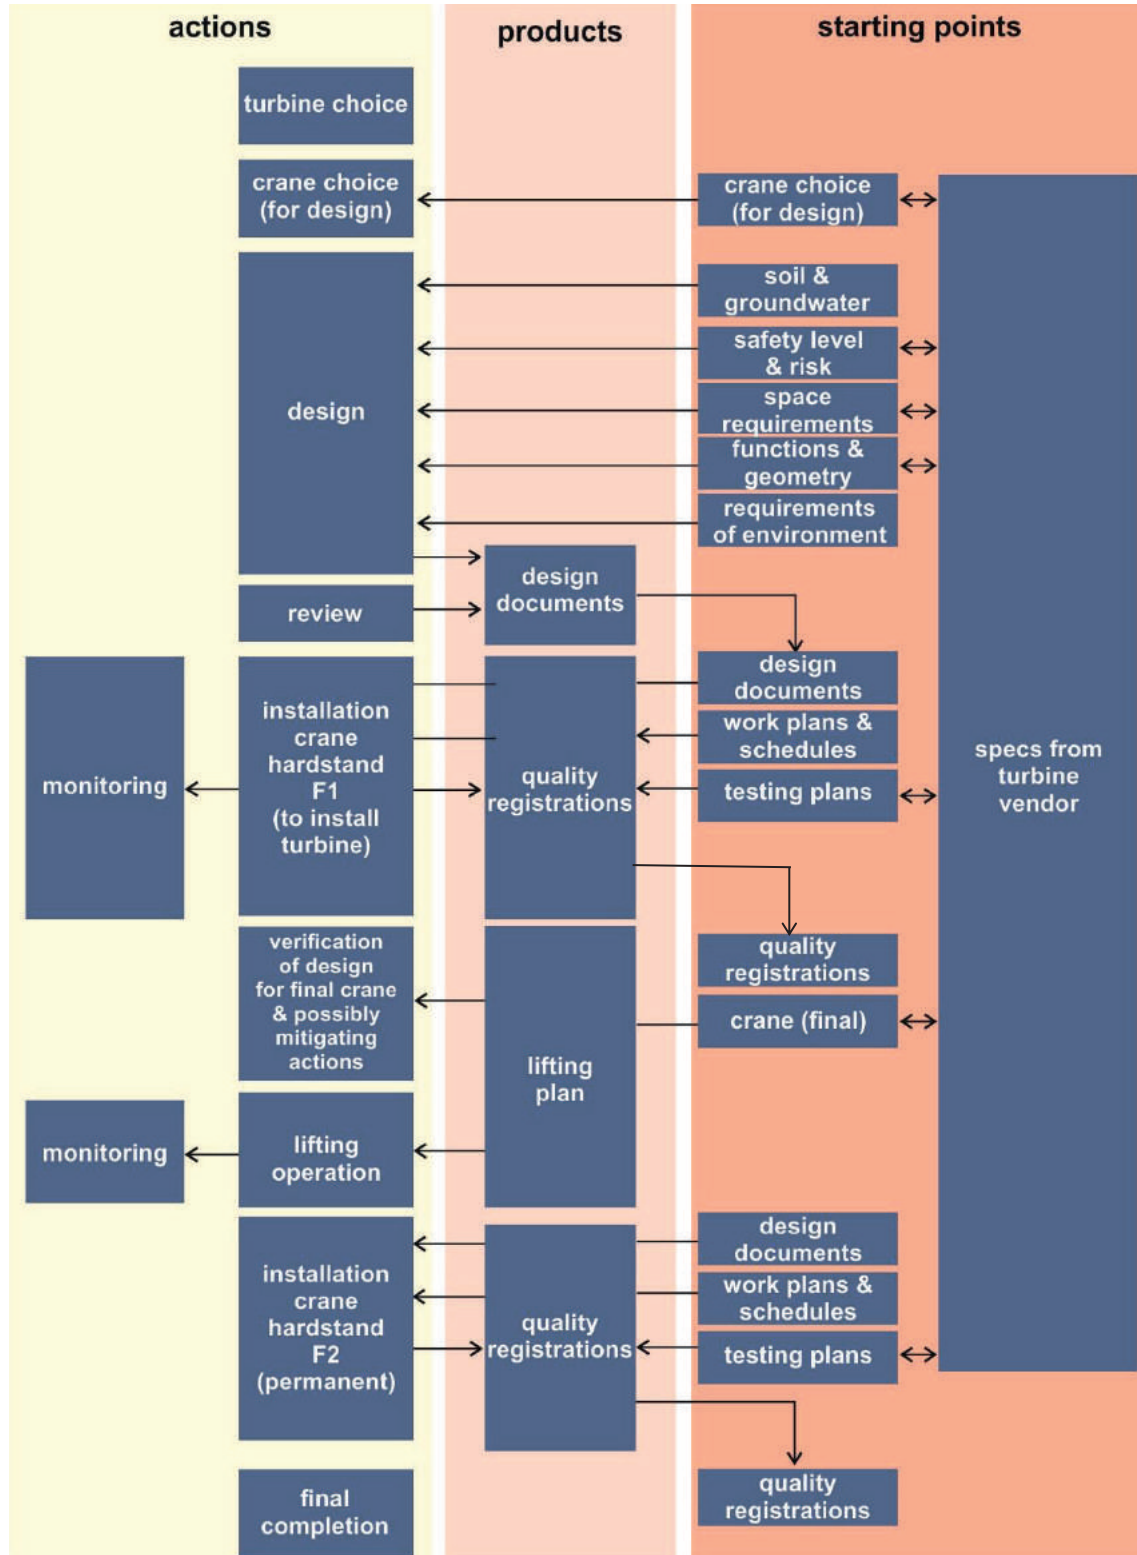 actions
products
starting points
turbine choice
crane choice
(for design)
crane choice
(for design)
design
soil &
groundwater
safety level
& risk
space
requirements
functions &
geometry
requirements
of environment
design
documents
review
design
documents
monitoring
installation
crane
hardstand
F1
(to install
turbine)
quality
registrations
work plans &
schedules
testing plans
specs from
turbine
vendor
quality
registrations
verification
of design
for final crane
& possibly
mitigating
actions
crane (final)
lifting
plan
monitoring
lifting
operation
design
documents
installation
crane
hardstand
F2
(permanent)
quality
registrations
work plans &
schedules
testing plans
quality
registrations
final
completion